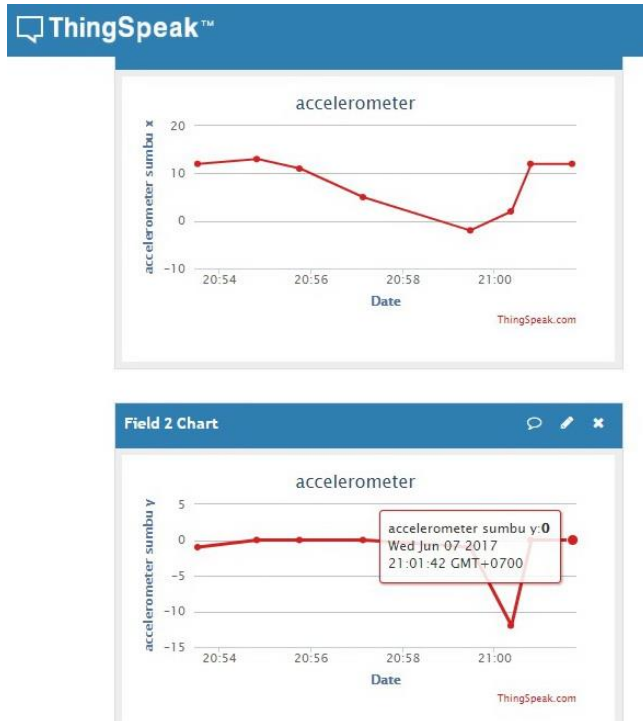 ThingSpeak™
accelerometer
accelerometer sumbu x
20
10
0
-10
20:54 20:56 20:58 21:00
Date
ThingSpeak.com
Field 2 Chart
accelerometer
accelerometer sumbu y
5
0
-5
-10
-15
accelerometer sumbu y:0
Wed Jun 07 2017
21:01:42 GMT+0700
20:54 20:56 20:58 21:00
Date
ThingSpeak.com